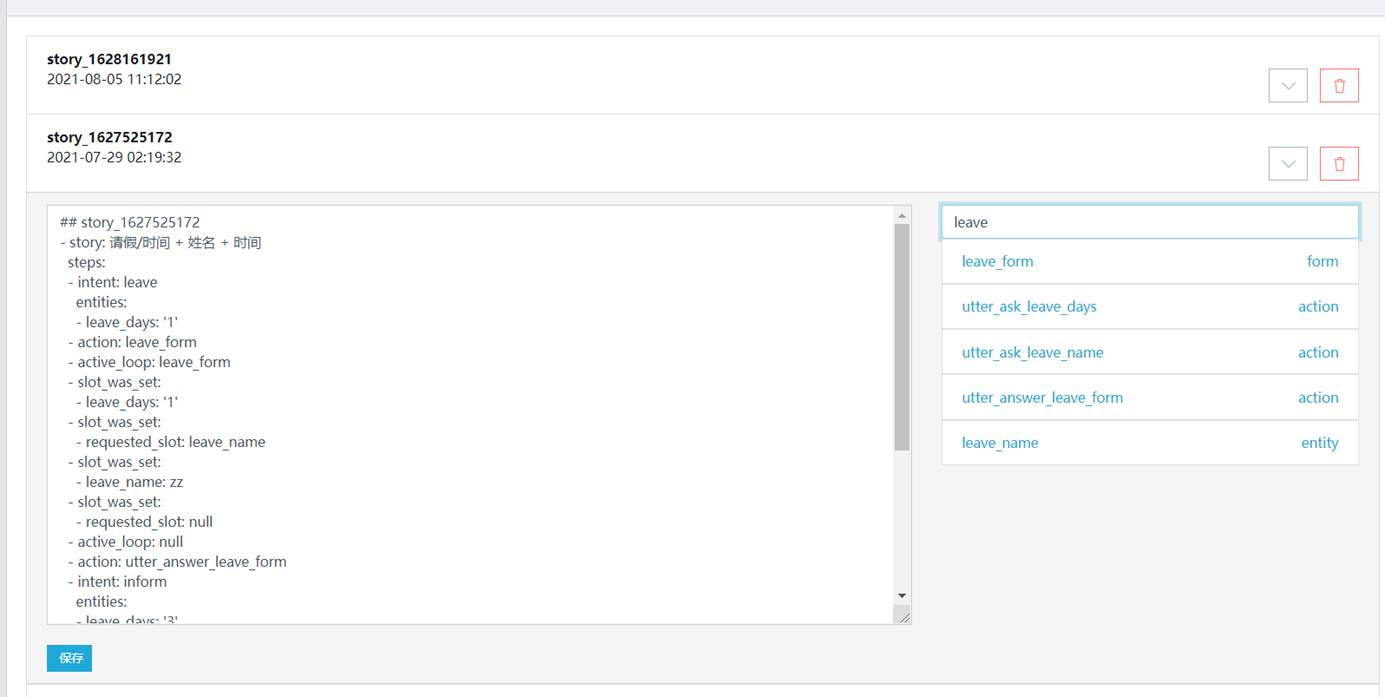 story_1628161921
2021-08-05 11:12:02
story_1627525172
2021-07-29 02:19:32
## story_1627525172
- story: 请假/时间 + 姓名 + 时间
steps:
- intent: leave
entities:
- leave_days: '1'
- action: leave_form
- active_loop: leave_form
- slot_was_set:
- leave_days: '1'
- slot_was_set:
- requested_slot: leave_name
- slot_was_set:
- leave_name: zz
- slot_was_set:
- requested_slot: null
- active_loop: null
- action: utter_answer_leave_form
- intent: inform
entities:
- leave_days: '3'
leave
leave_form form
utter_ask_leave_days action
utter_ask_leave_name action
utter_answer_leave_form action
leave_name entity
保存